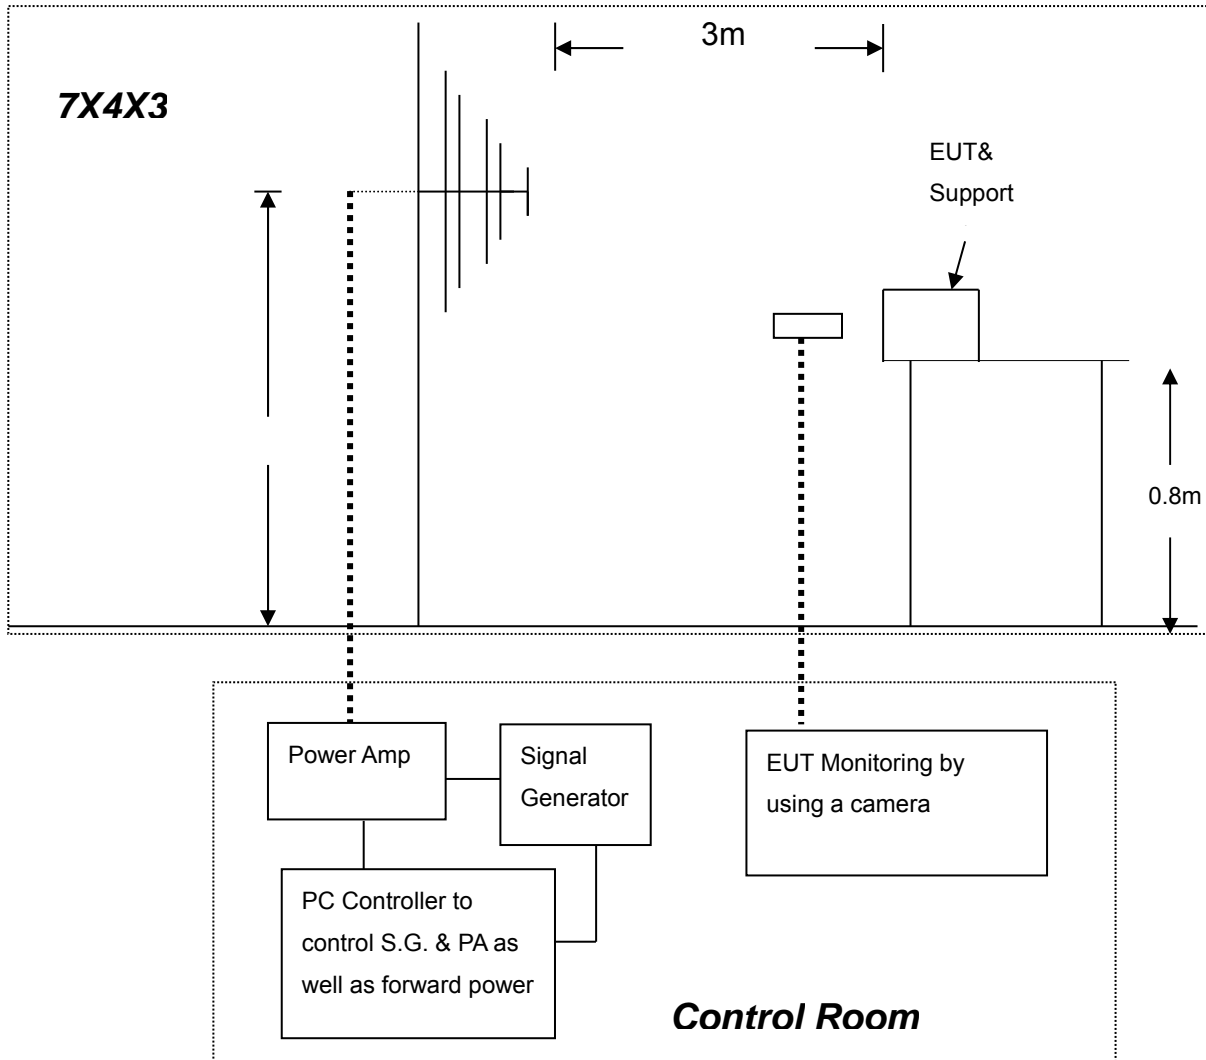 3m
7X4X3
EUT&
Support
0.8m
Power Amp
Signal
Generator
EUT Monitoring by
using a camera
PC Controller to
control S.G. & PA as
well as forward power
Control Room